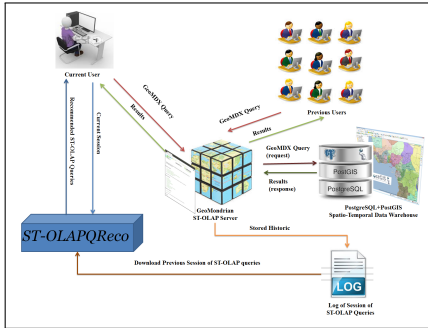 Current User
GeoMDX Query
Results
Recommended ST-OLAP Queries
Current Session
GeoMDX Query
Results
Previous Users
GeoMondrian
ST-OLAP Server
GeoMDX Query
(request)
Results
(response)
PostGIS
PostgreSQL
PostgreSQL+PostGIS
Spatio-Temporal Data Warehouse
ST-OLAPQReco
Stored Historic
Download Previous Session of ST-OLAP queries
LOG
Log of Session of
ST-OLAP Queries